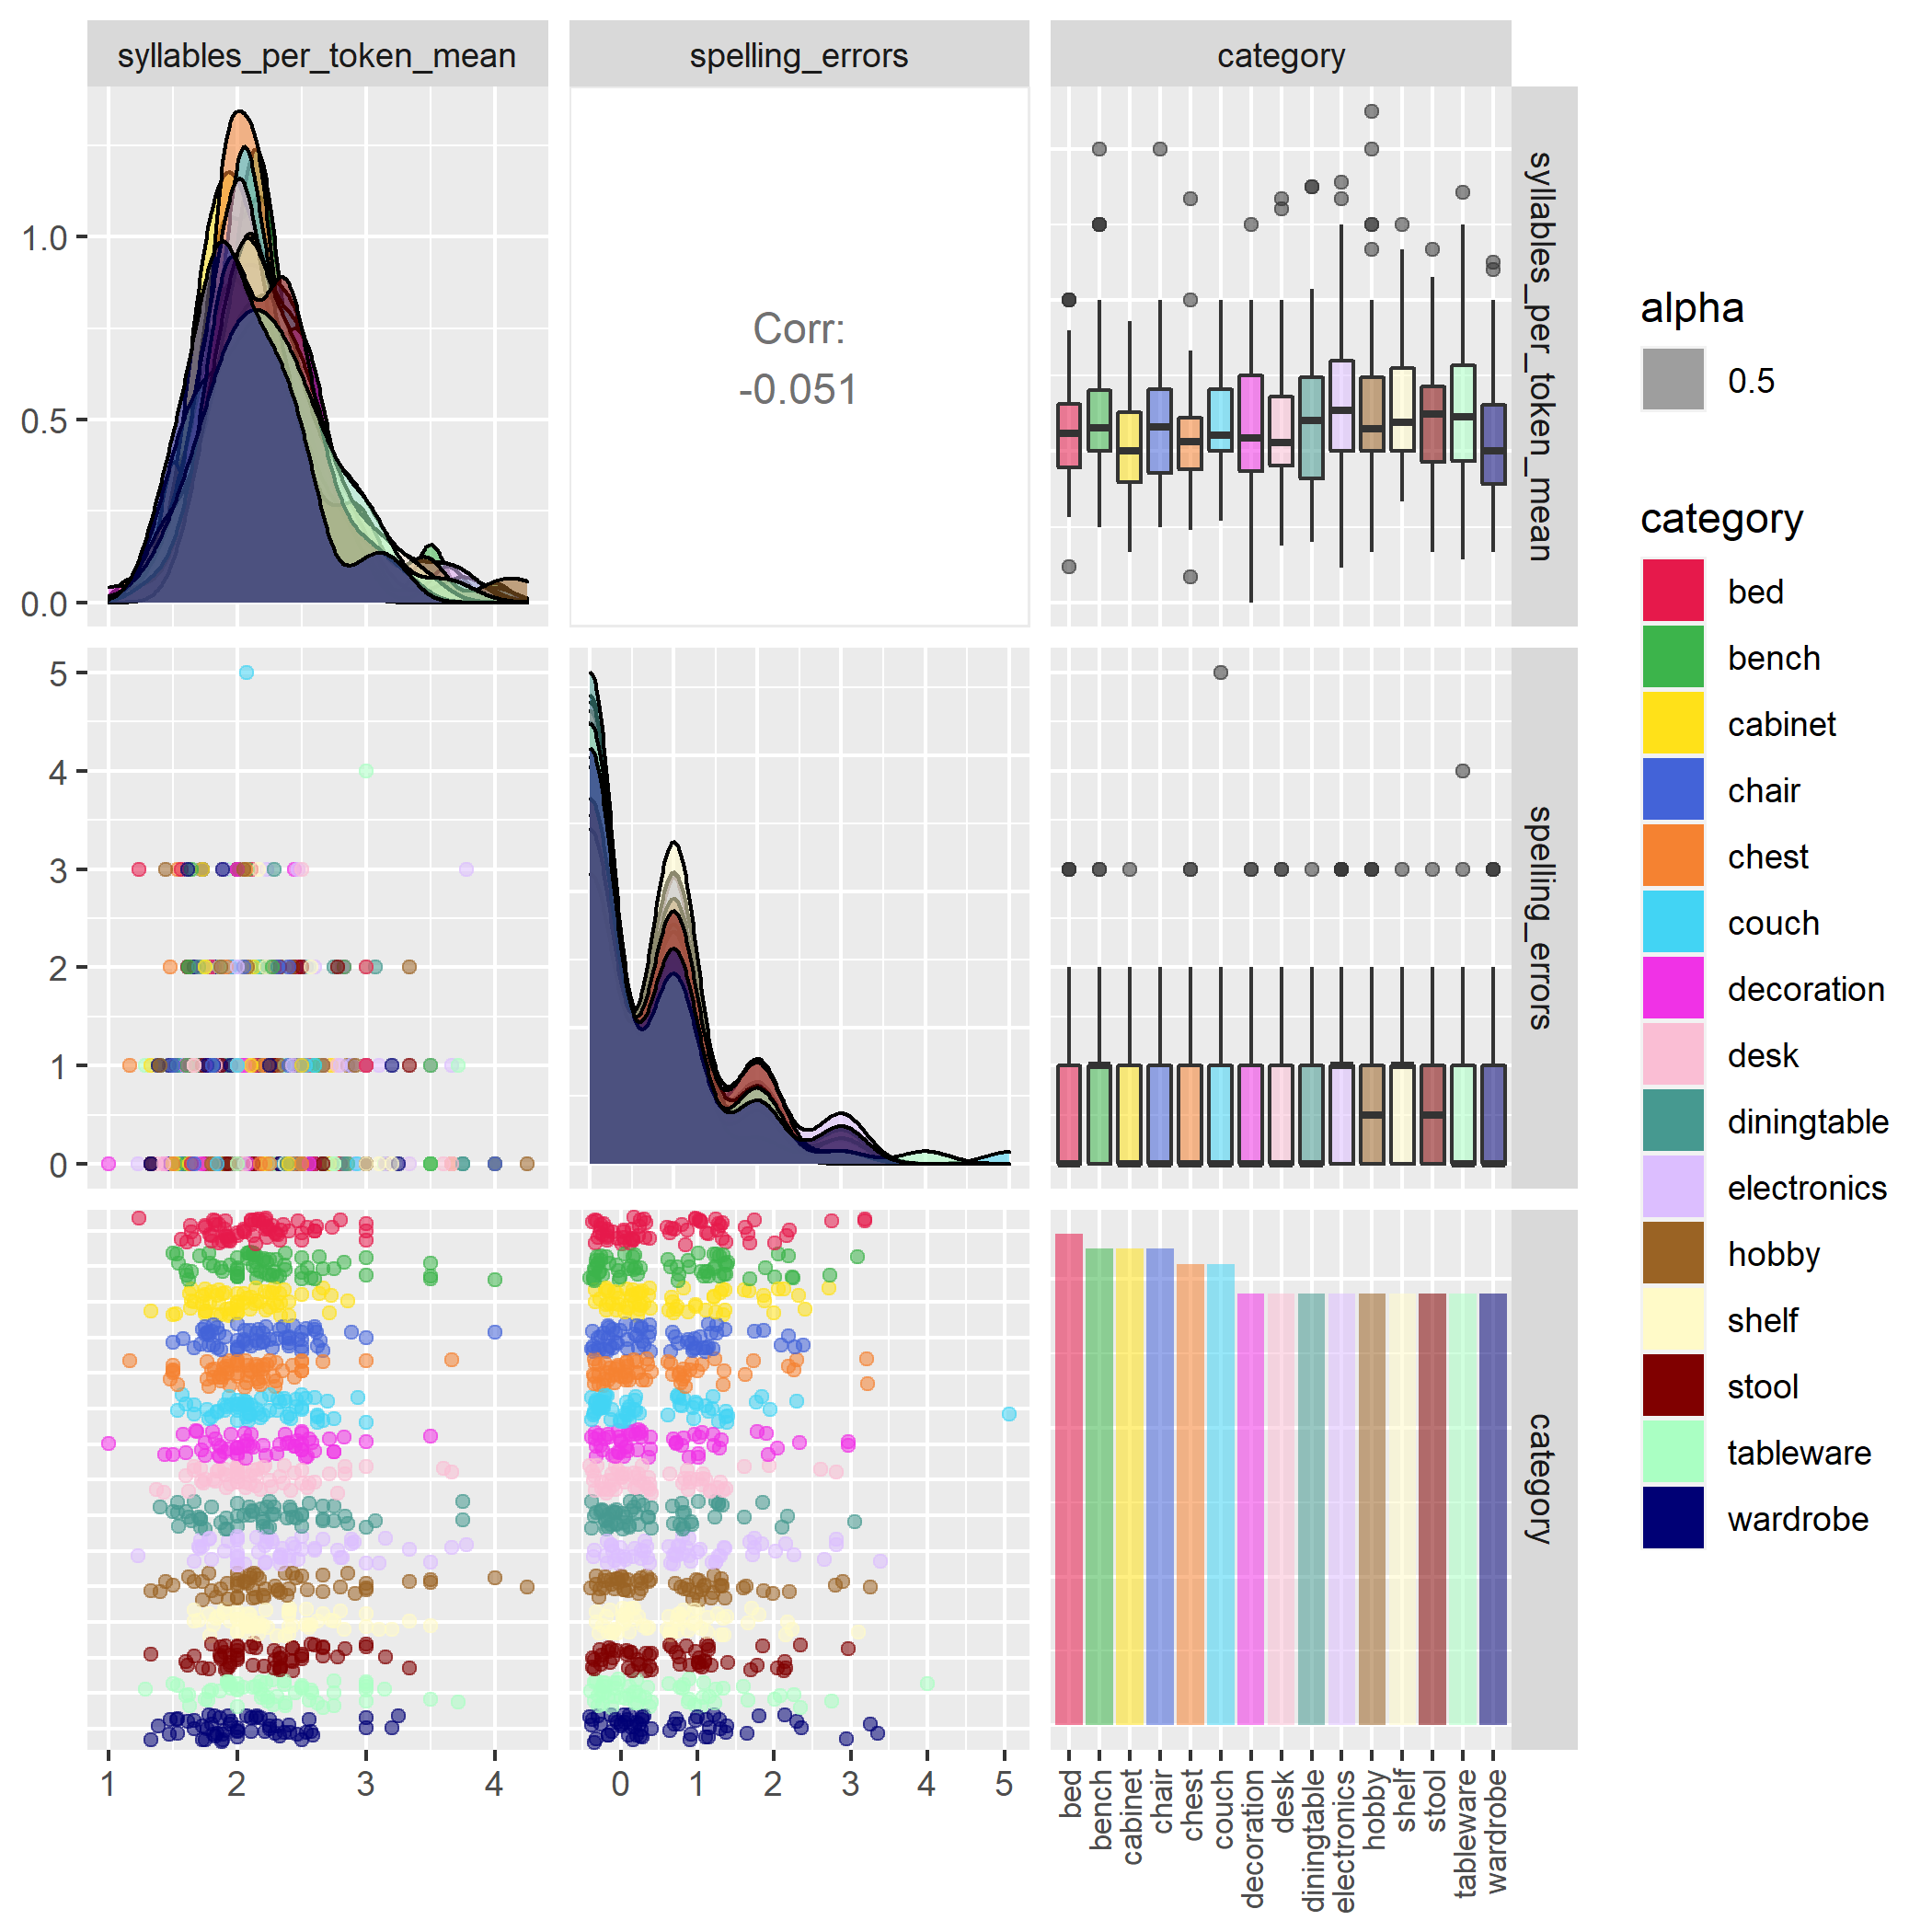 syllables_per_token_mean
spelling_errors
category
1.0
0.5
0.0
Corr:
-0.051
syllables_per_token_mean
5
4
3
2
1
0
spelling_errors
category
1 2 3 4
0 1 2 3 4 5
bed
bench
cabinet
chair
chest
couch
decoration
desk
diningtable
electronics
hobby
shelf
stool
tableware
wardrobe
alpha
0.5
category
bed
bench
cabinet
chair
chest
couch
decoration
desk
diningtable
electronics
hobby
shelf
stool
tableware
wardrobe